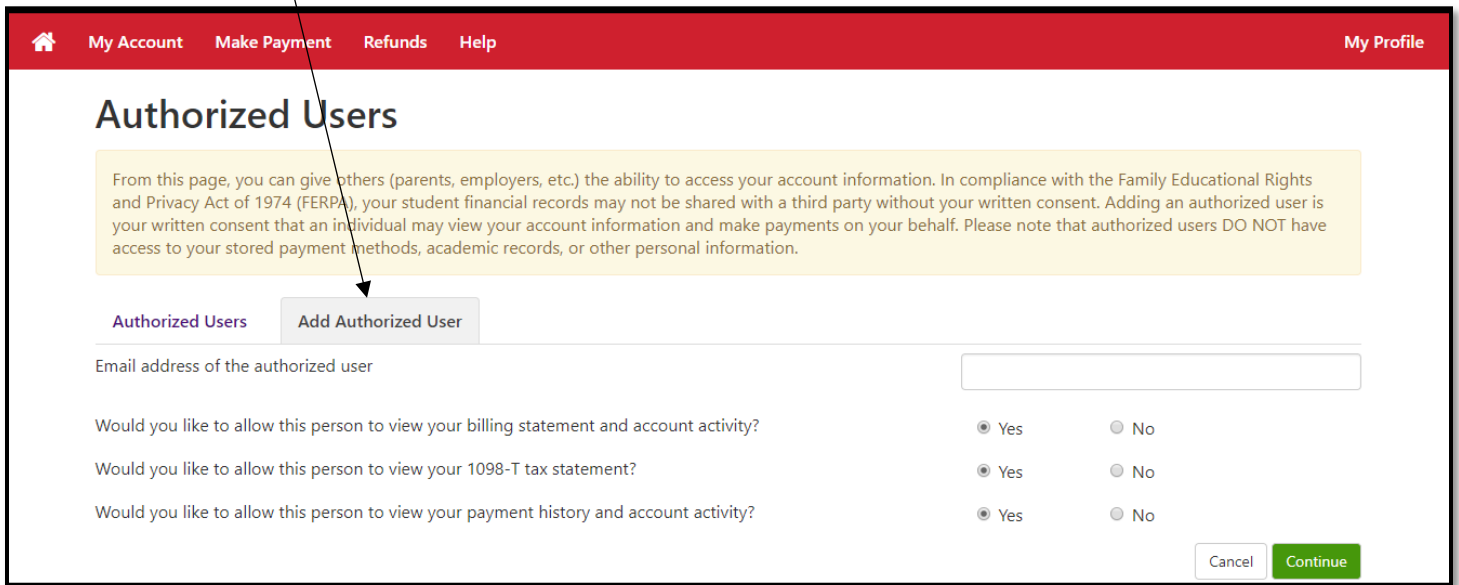 My Account Make Payment Refunds Help My Profile
Authorized Users
From this page, you can give others (parents, employers, etc.) the ability to access your account information. In compliance with the Family Educational Rights
and Privacy Act of 1974 (FERPA), your student financial records may not be shared with a third party without your written consent. Adding an authorized user is
your written consent that an individual may view your account information and make payments on your behalf. Please note that authorized users DO NOT have
access to your stored payment methods, academic records, or other personal information.
Authorized Users Add Authorized User
Email address of the authorized user
Would you like to allow this person to view your billing statement and account activity? Yes No
Would you like to allow this person to view your 1098-T tax statement? Yes No
Would you like to allow this person to view your payment history and account activity? Yes No
Cancel Continue